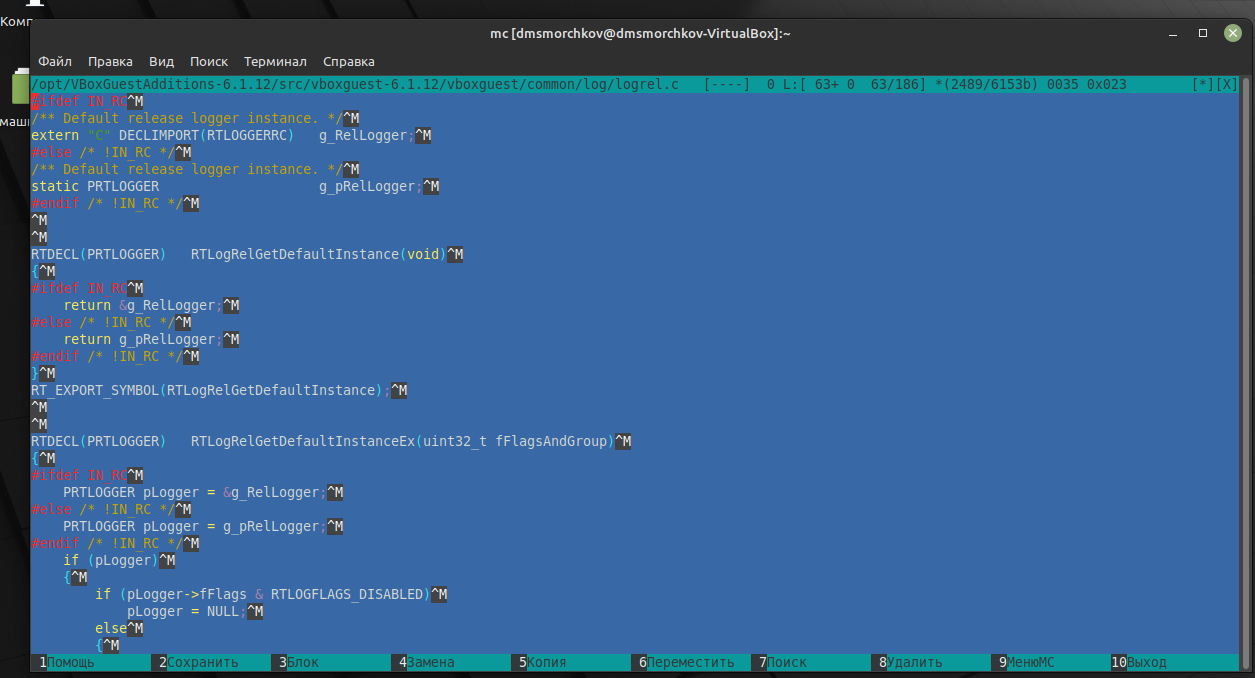 mc [dmsmorchkov@dmsmorchkov-VirtualBox]:~
Файл Правка Вид Поиск Терминал Справка
/opt/VBoxGuestAdditions-6.1.12/src/vboxguest-6.1.12/vboxguest/common/log/logrel.c [----] 0 L:[ 63+ 0 63/186] *(2489/6153b) 0035 0x023 [*][X]
#ifdef IN_RC^M
/** Default release logger instance. */^M
extern "C" DECLIMPORT(RTLOGGERRC) g_RelLogger;^M
#else /* !IN_RC */^M
/** Default release logger instance. */^M
static PRTLOGGER g_pRelLogger;^M
#endif /* !IN_RC */^M
^M
^M
RTDECL(PRTLOGGER) RTLogRelGetDefaultInstance(void)^M
{^M
#ifdef IN_RC^M
return &g_RelLogger;^M
#else /* !IN_RC */^M
return g_pRelLogger;^M
#endif /* !IN_RC */^M
}^M
RT_EXPORT_SYMBOL(RTLogRelGetDefaultInstance);^M
^M
^M
RTDECL(PRTLOGGER) RTLogRelGetDefaultInstanceEx(uint32_t fFlagsAndGroup)^M
{^M
#ifdef IN_RC^M
PRTLOGGER pLogger = &g_RelLogger;^M
#else /* !IN_RC */^M
PRTLOGGER pLogger = g_pRelLogger;^M
#endif /* !IN_RC */^M
if (pLogger)^M
{^M
if (pLogger->fFlags & RTLOGFLAGS_DISABLED)^M
pLogger = NULL;^M
else^M
{^M
1Помощь 2Сохранить 3Блок 4Замена 5Копия 6Переместить 7Поиск 8Удалить 9МенюMC 10Выход